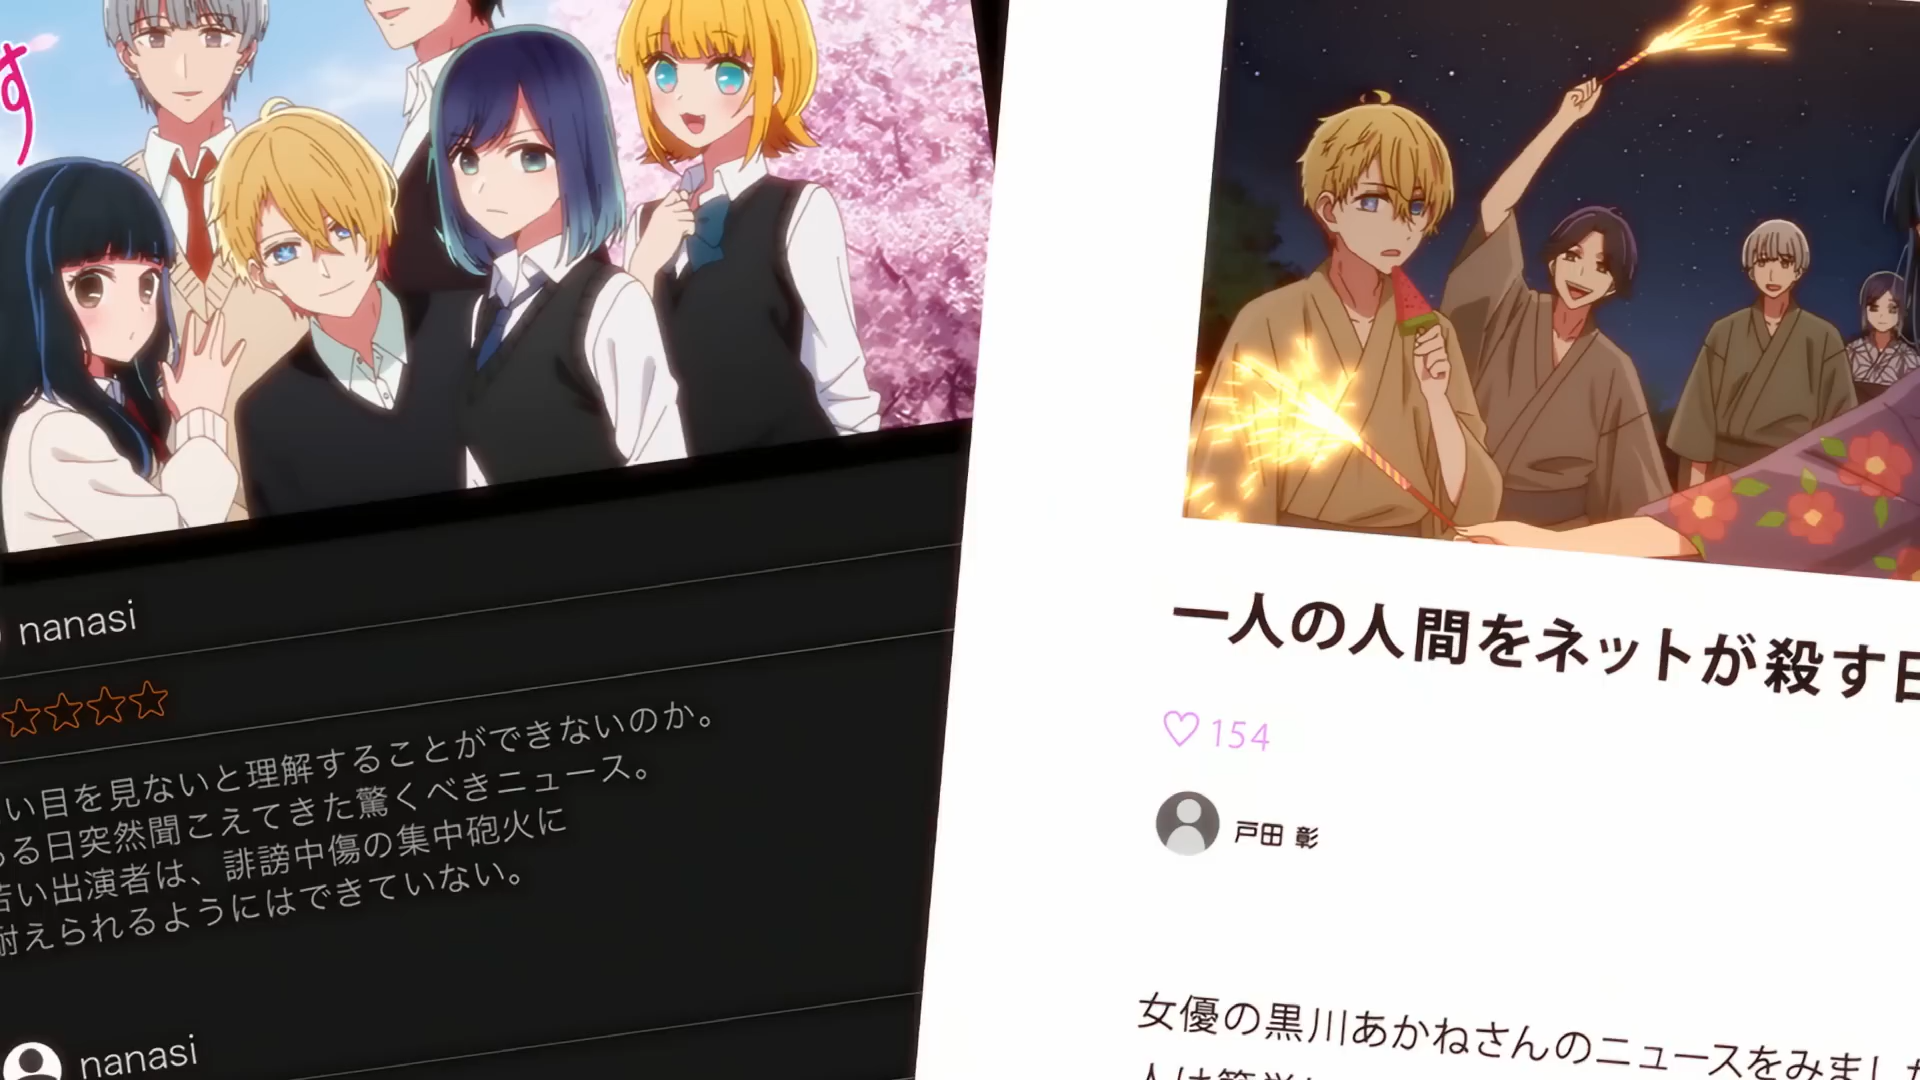 す
nanasi
い目を見ないと理解することができないのか。
る日突然聞こえてきた驚くべきニュース。
い出演者は、誹謗中傷の集中砲火に
耐えられるようにはできていない。
nanasi
一人の人間をネットが殺す日
154
戸田 彰
女優の黒川あかねさんのニュースをみまし